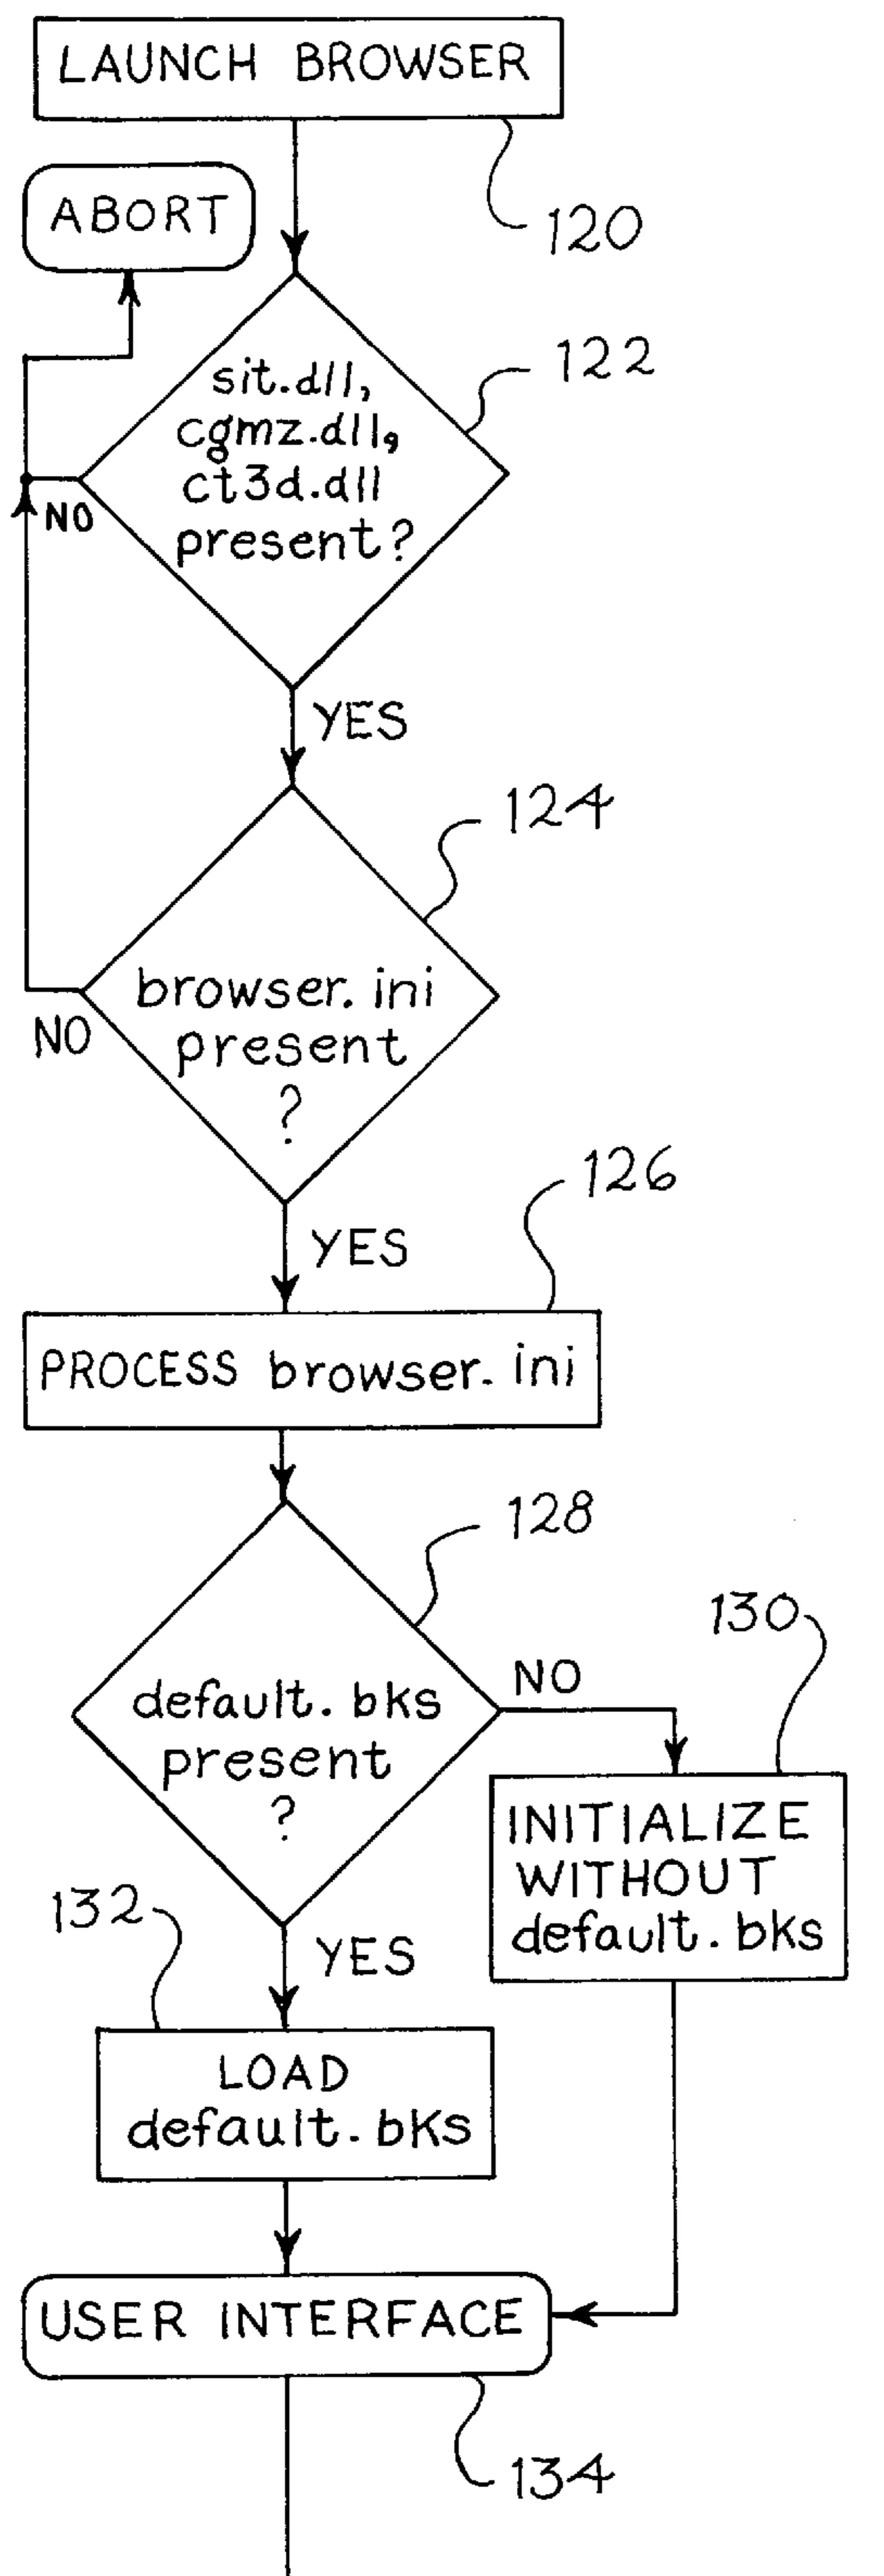 LAUNCH BROWSER
120
ABORT
122
sit.dll,
cgmz.dll,
ct3d.dll
present?
NO
YES
124
browser.ini
present
?
NO
YES
126
PROCESS browser.ini
128
default.bks
present
?
NO
130
INITIALIZE
WITHOUT
default.bks
132
YES
LOAD
default.bks
USER INTERFACE
134